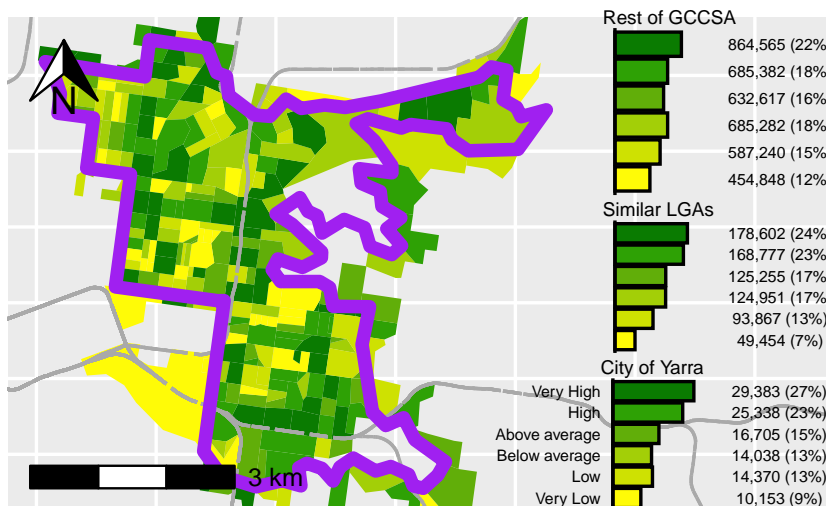 N
3 km
Rest of GCCSA
864,565 (22%
685,382 (18%
632,617 (16%
685,282 (18%
587,240 (15%
454,848 (12%
Similar LGAs
178,602 (24%
168,777 (23%
125,255 (17%
124,951 (17%
93,867 (13%)
49,454 (7%)
City of Yarra
Very High 29,383 (27%)
High 25,338 (23%)
Above average 16,705 (15%)
Below average 14,038 (13%)
Low 14,370 (13%)
Very Low 10,153 (9%)